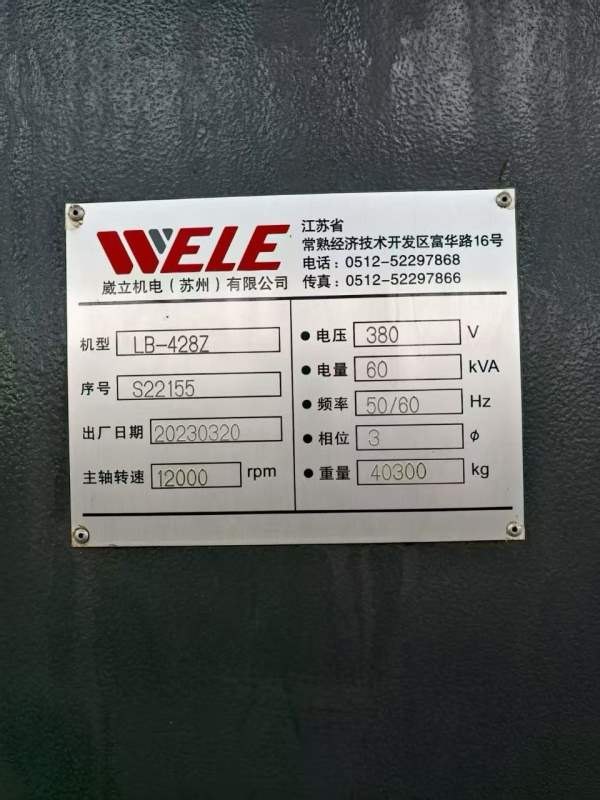 WELE
崴立机电（苏州）有限公司
江苏省
常熟经济技术开发区富华路16号
电话：0512-52297868
传真：0512-52297866
机型 LB-428Z
序号 S22155
出厂日期 20230320
主轴转速 12000 rpm
● 电压 380 V
● 电量 60 kVA
● 频率 50/60 Hz
● 相位 3 ϕ
● 重量 40300 kg